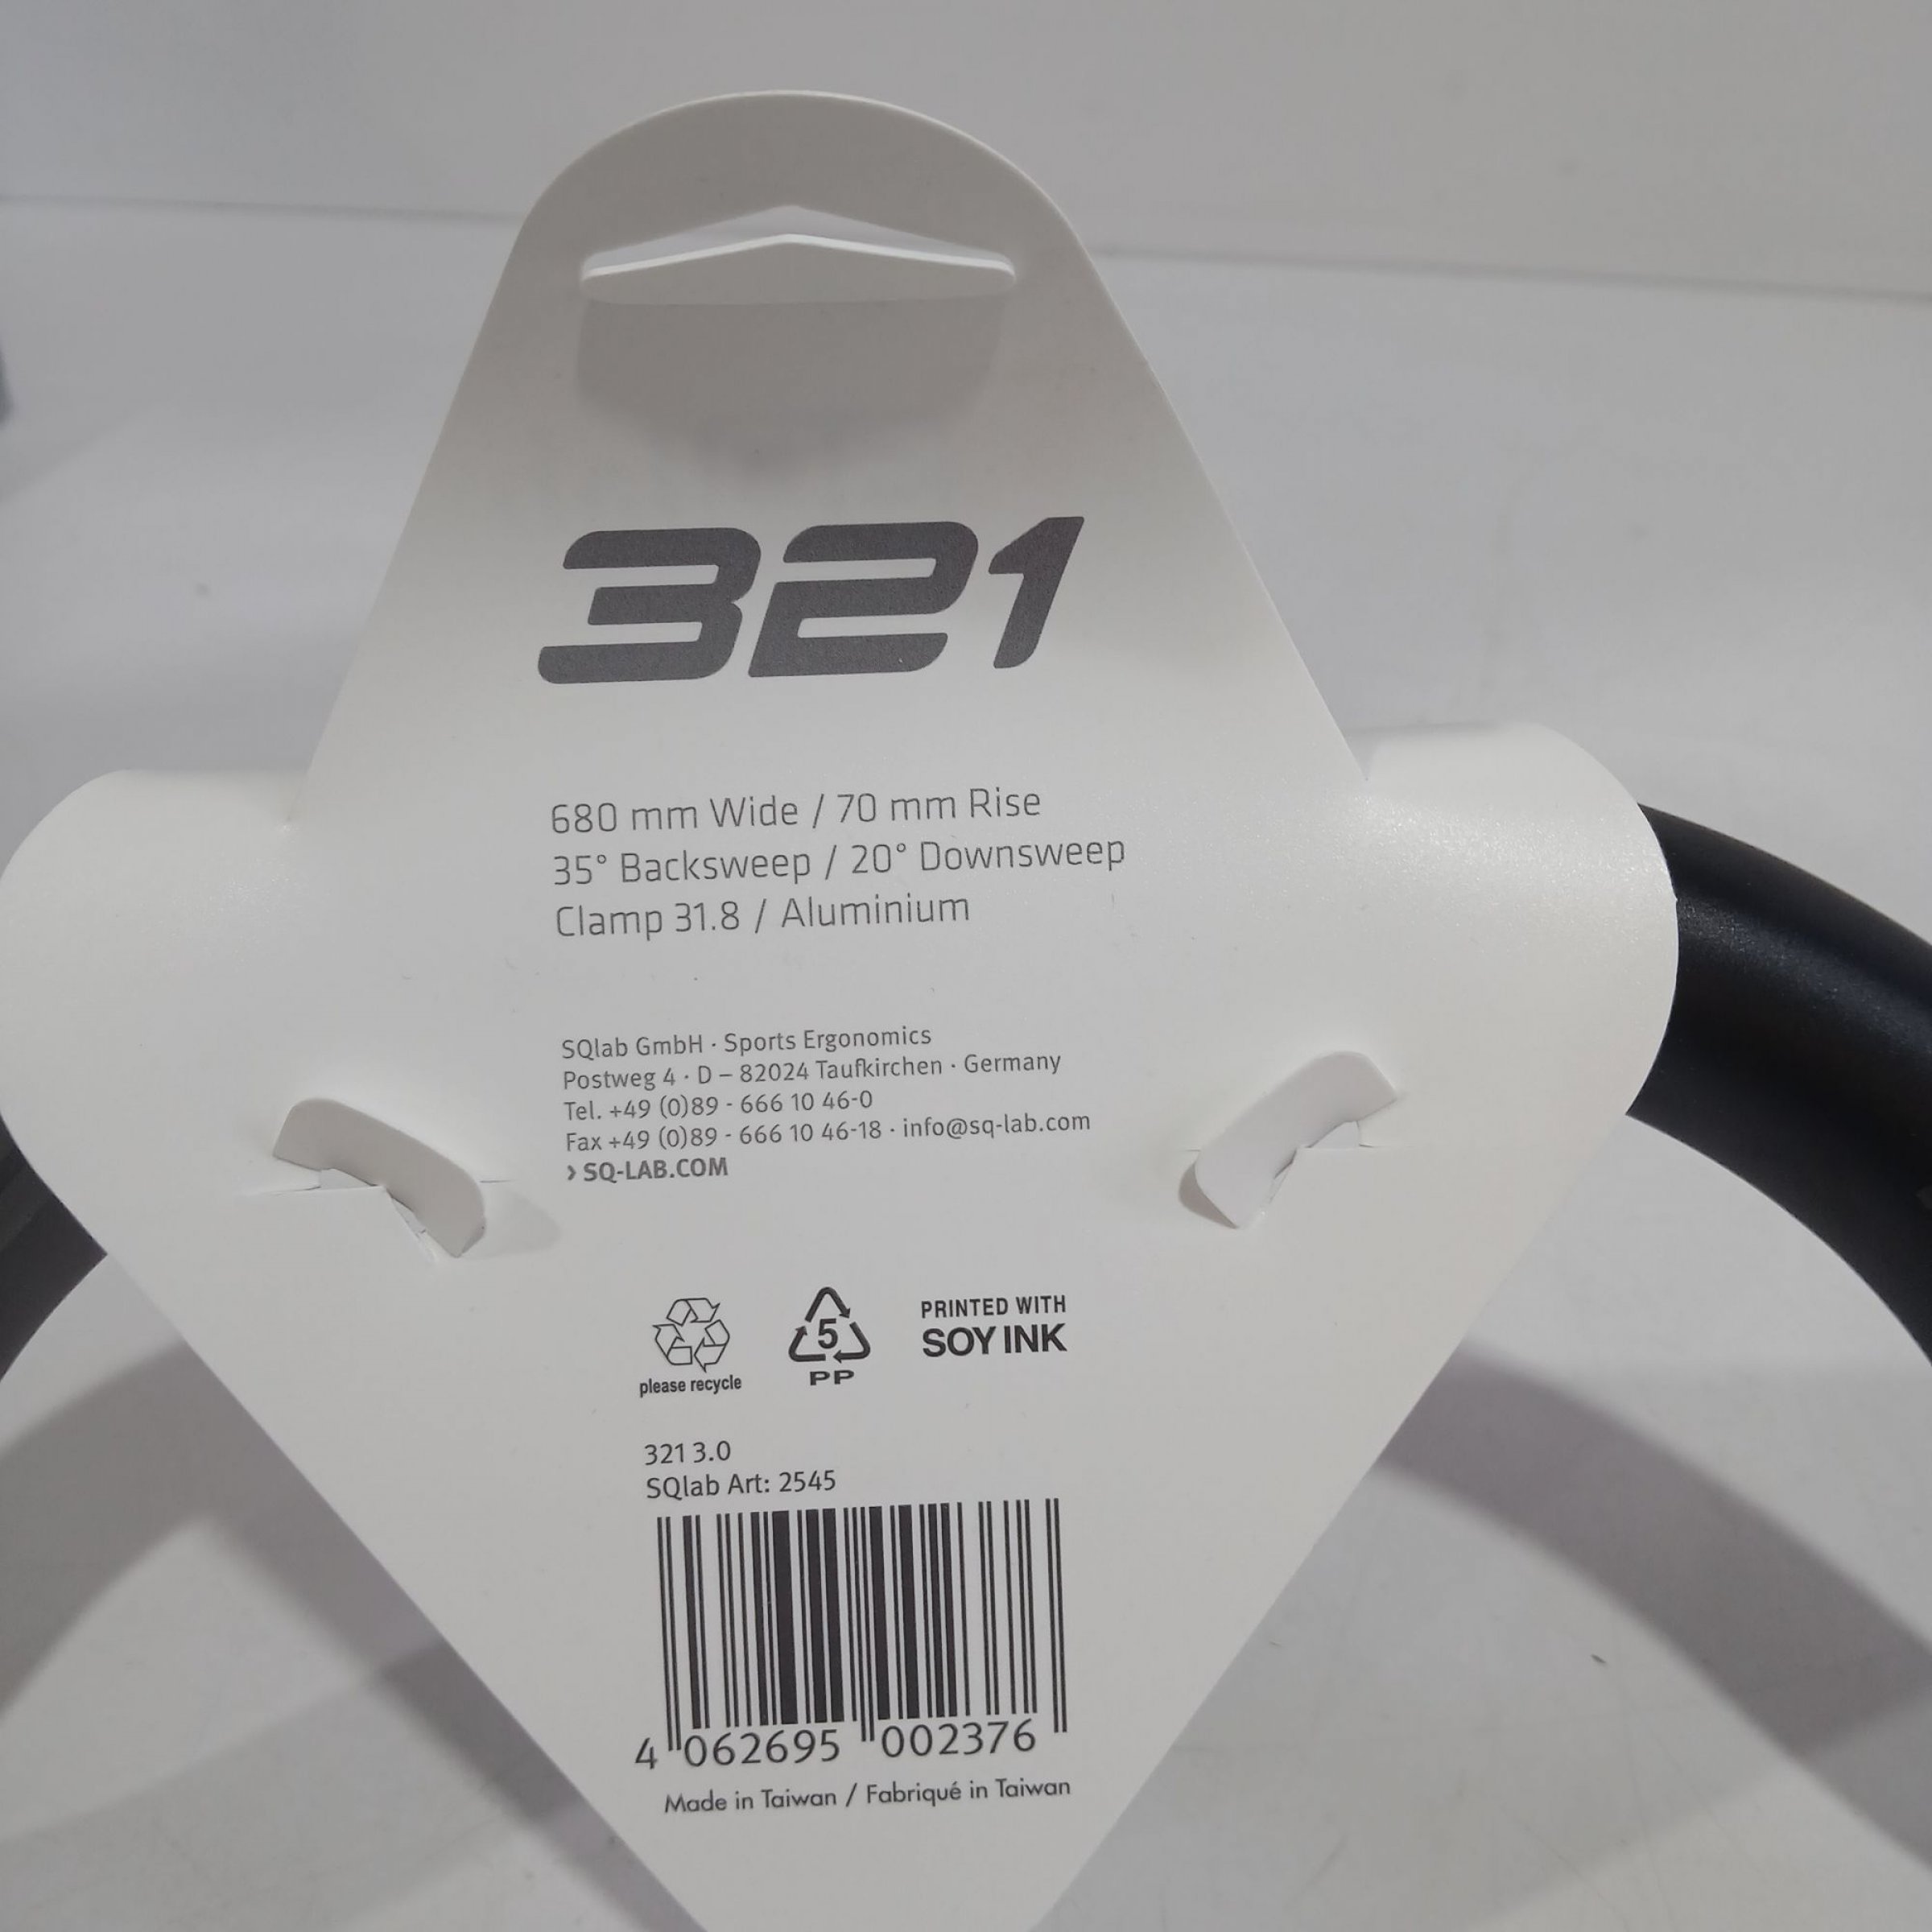 321
680 mm Wide / 70 mm Rise
35° Backsweep / 20° Downsweep
Clamp 31.8 / Aluminium
SQlab GmbH · Sports Ergonomics
Postweg 4 · D – 82024 Taufkirchen · Germany
Tel. +49 (0)89 - 666 10 46-0
Fax +49 (0)89 - 666 10 46-18 · info@sq-lab.com
› SQ-LAB.COM
please recycle
5
PP
PRINTED WITH
SOY INK
321 3.0
SQlab Art: 2545
4 062695 002376
Made in Taiwan / Fabriqué in Taiwan